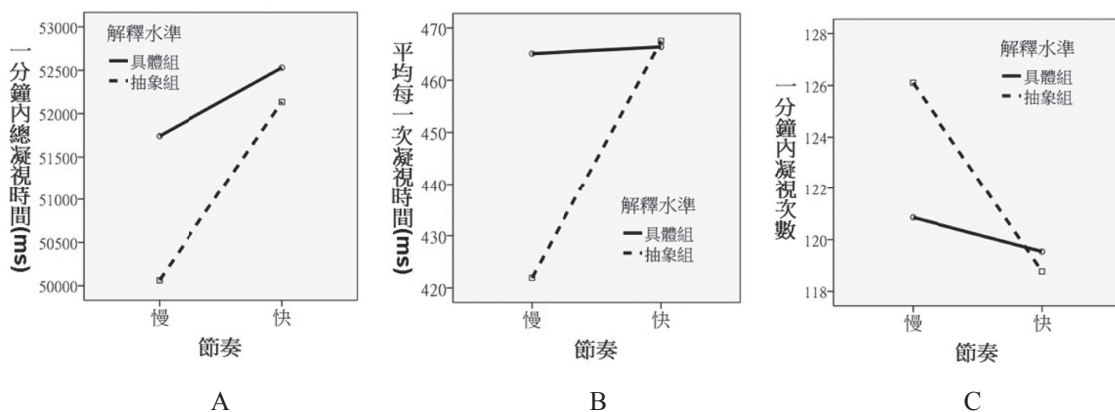 一分鐘內總凝視時間(ms)
53000
52500
52000
51500
51000
50500
50000
解釋水準
具體組
抽象組
慢
快
節奏
A
平均每一次凝視時間(ms)
460
460
450
440
430
420
解釋水準
具體組
抽象組
慢
快
節奏
B
一分鐘內凝視次數
128
126
124
122
120
118
解釋水準
具體組
抽象組
慢
快
節奏
C